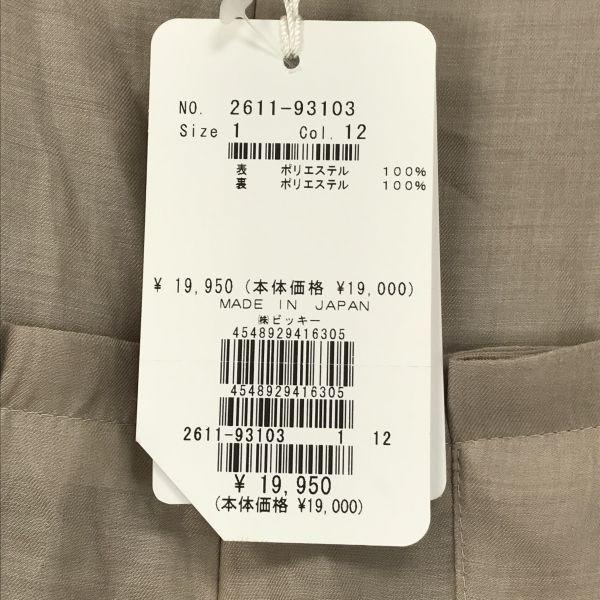 NO. 2611-93103
Size 1 Col. 12
表 ポリエステル 100%
裏 ポリエステル 100%
¥ 19,950 (本体価格 ¥19,000)
MADE IN JAPAN
㈱ビッキー
4548929416305
4548929416305
2611-93103 1 12
¥ 19,950
(本体価格 ¥19,000)